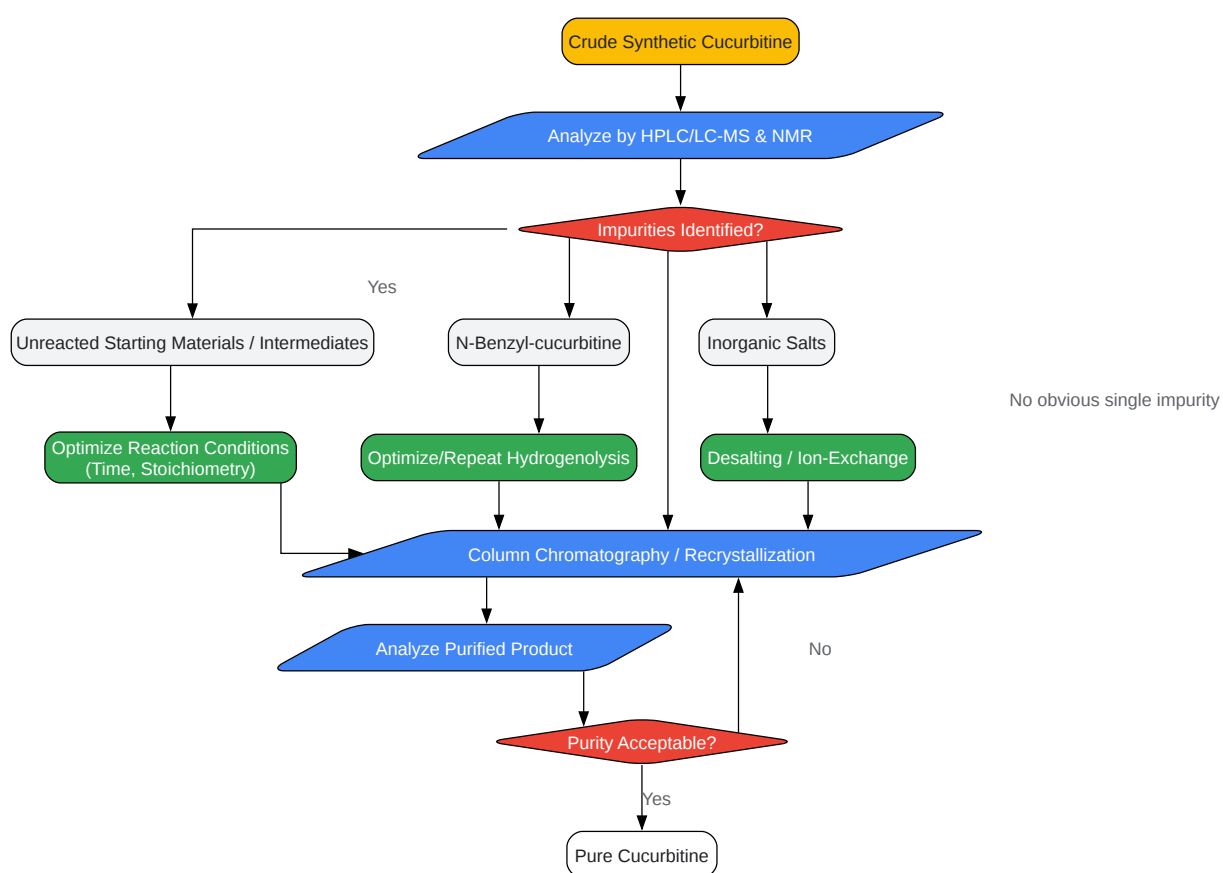 Crude Synthetic Cucurbitine
Analyze by HPLC/LC-MS & NMR
Impurities Identified?
Yes
Unreacted Starting Materials / Intermediates
N-Benzyl-cucurbitine
Inorganic Salts
No obvious single impurity
Optimize Reaction Conditions
(Time, Stoichiometry)
Optimize/Repeat Hydrogenolysis
Desalting / Ion-Exchange
Column Chromatography / Recrystallization
Analyze Purified Product
No
Purity Acceptable?
Yes
Pure Cucurbitine